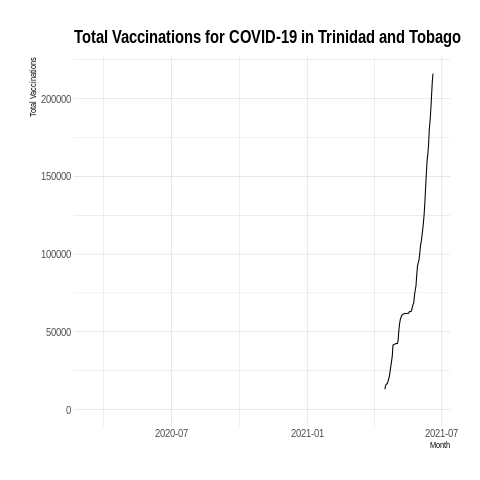 Total Vaccinations for COVID-19 in Trinidad and Tobago
Total Vaccinations
200000
150000
100000
50000
0
2020-07
2021-01
2021-07
Month